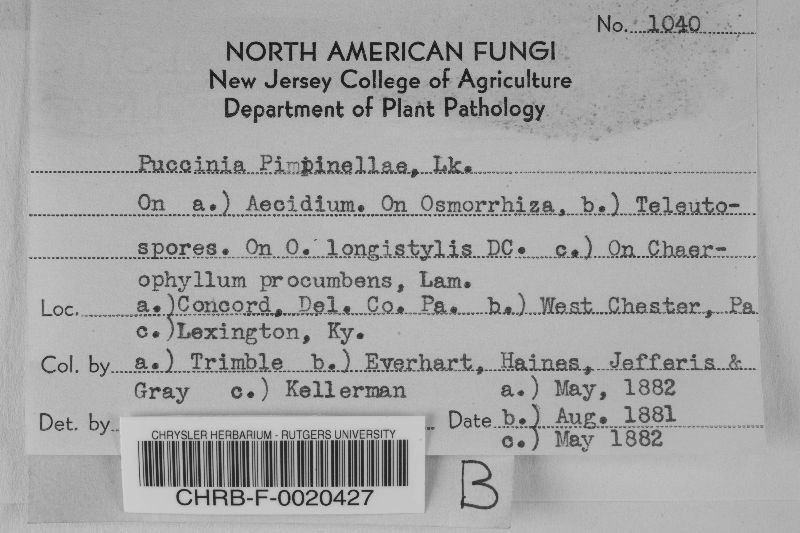 No. 1040
NORTH AMERICAN FUNGI
New Jersey College of Agriculture
Department of Plant Pathology
Puccinia Pimpinellae, Lk.
On a.) Aecidium. On Osmorrhiza, b.) Teleuto-
spores. On O. longistylis DC. c.) On Chaer-
ophyllum procumbens, Lam.
Loc. a.)Concord, Del. Co. Pa. b.) West Chester, Pa
c.)Lexington, Ky.
Col. by a.) Trimble b.) Everhart, Haines, Jefferis &
Gray c.) Kellerman a.) May, 1882
Det. by Date b.) Aug. 1881
c.) May 1882
CHRYSLER HERBARIUM - RUTGERS UNIVERSITY
CHRB-F-0020427
B